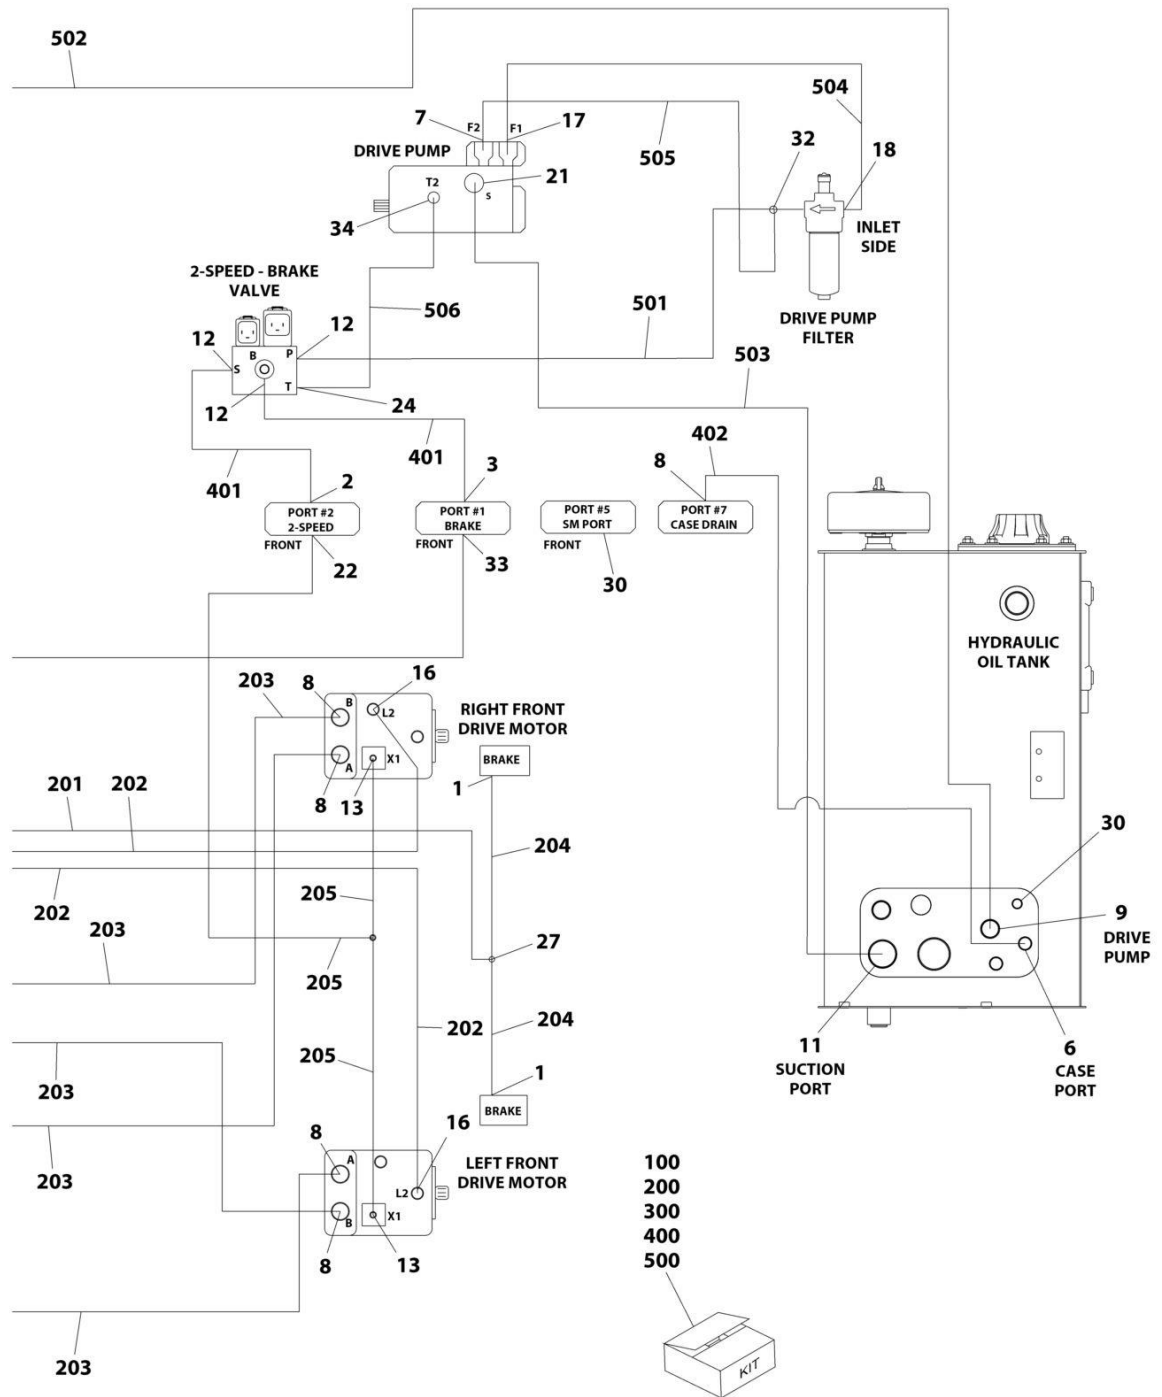 502
504
7
F2
F1
17
505
32
18
DRIVE PUMP
T2
S
21
34
INLET
SIDE
2-SPEED - BRAKE
VALVE
506
501
DRIVE PUMP
FILTER
12
12
B
P
S
T
503
12
24
401
402
401
2
3
8
PORT #2
2-SPEED
PORT #1
BRAKE
PORT #5
SM PORT
PORT #7
CASE DRAIN
FRONT
FRONT
FRONT
22
33
30
HYDRAULIC
OIL TANK
203
8
16
B
L2
RIGHT FRONT
DRIVE MOTOR
BRAKE
X1
A
201
202
8
13
1
30
204
205
202
203
27
9
DRIVE
PUMP
205
202
204
203
205
11
SUCTION
PORT
6
CASE
PORT
1
BRAKE
203
8
A
16
LEFT FRONT
DRIVE MOTOR
L2
X1
B
8
13
100
200
300
400
500
203
KIT